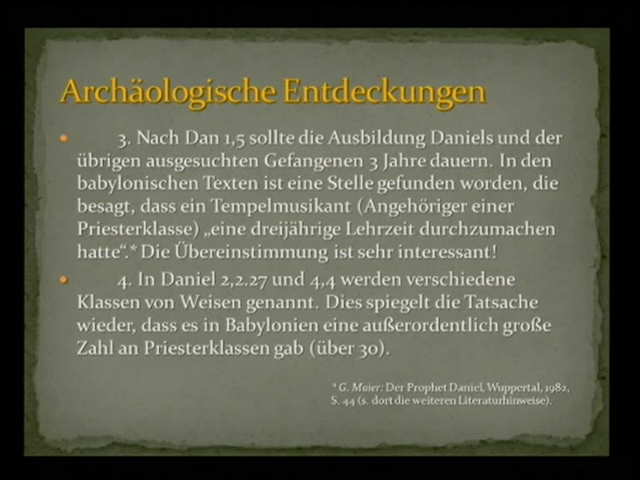 Archäologische Entdeckungen
• 3. Nach Dan 1,5 sollte die Ausbildung Daniels und der
übrigen ausgesuchten Gefangenen 3 Jahre dauern. In den
babylonischen Texten ist eine Stelle gefunden worden, die
besagt, dass ein Tempelmusikant (Angehöriger einer
Priesterklasse) „eine dreijährige Lehrzeit durchzumachen
hatte“.* Die Übereinstimmung ist sehr interessant!
• 4. In Daniel 2,2.27 und 4,4 werden verschiedene
Klassen von Weisen genannt. Dies spiegelt die Tatsache
wieder, dass es in Babylonien eine außerordentlich große
Zahl an Priesterklassen gab (über 30).
* G. Maier: Der Prophet Daniel, Wuppertal, 1982,
S. 44 (s. dort die weiteren Literaturhinweise).